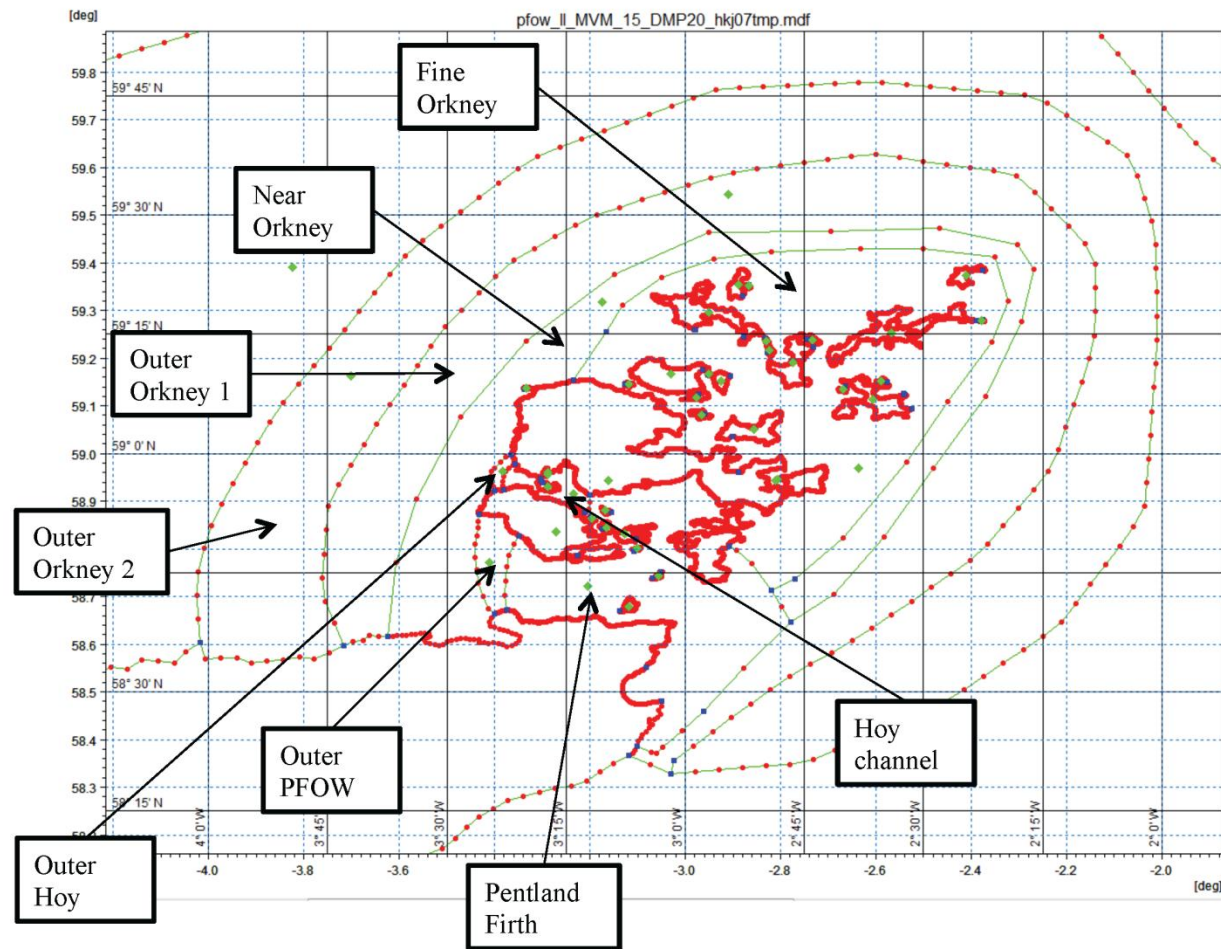 [deg]
pfow_ll_MVM_15_DMP20_hkj07tmp.mdf
Fine
Orkney
Near
Orkney
Outer
Orkney 1
Outer
Orkney 2
Outer
Hoy
Outer
PFOW
Pentland
Firth
Hoy
channel
59.8
59° 45' N
59.7
59.6
59.5
59° 30' N
59.4
59.3
59° 15' N
59.2
59.1
59.0
59° 0' N
58.9
58.7
58.6
58.5
58° 30' N
58.4
58.3
58° 15' N
4° 0'W
3° 45'W
3° 30'W
3° 15'W
3° 0'W
2° 45'W
2° 30'W
2° 15'W
2° 0'W
-4.0
-3.8
-3.6
-3.4
-3.2
-3.0
-2.8
-2.6
-2.4
-2.2
-2.0
[deg]